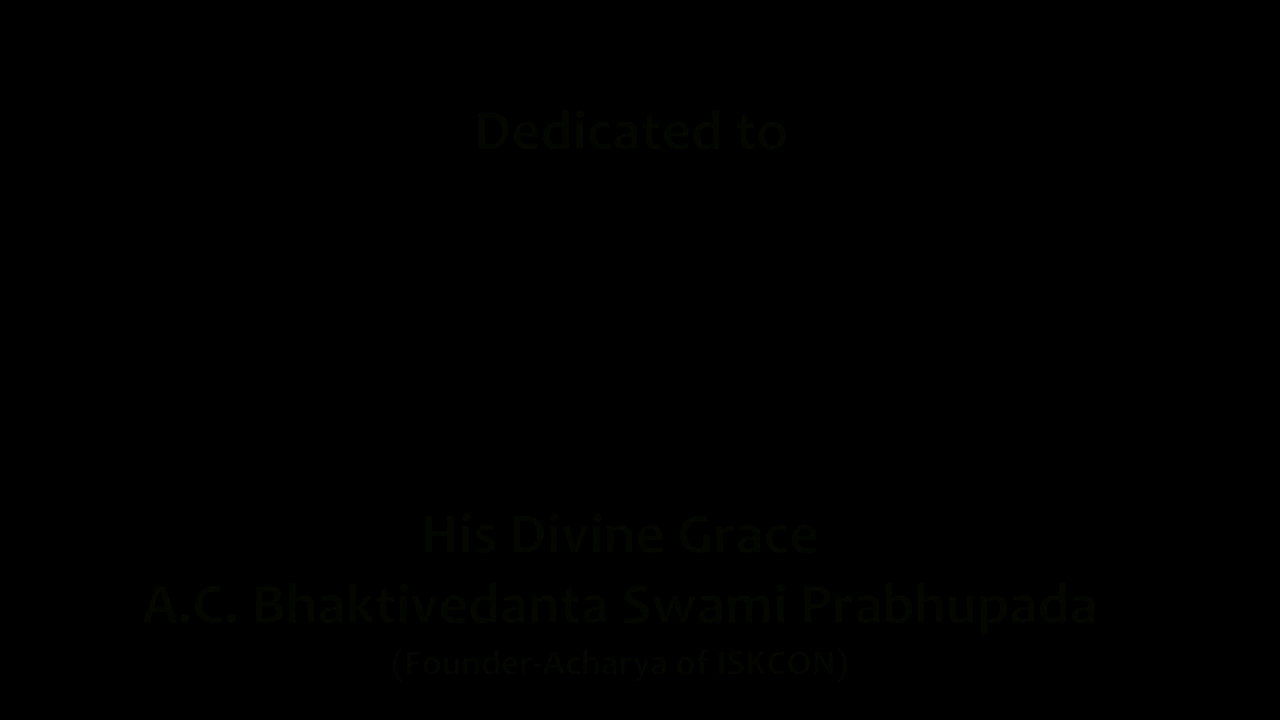 Dedicated to
His Divine Grace
A.C. Bhaktivedanta Swami Prabhupada
(Founder-Acharya of ISKCON)